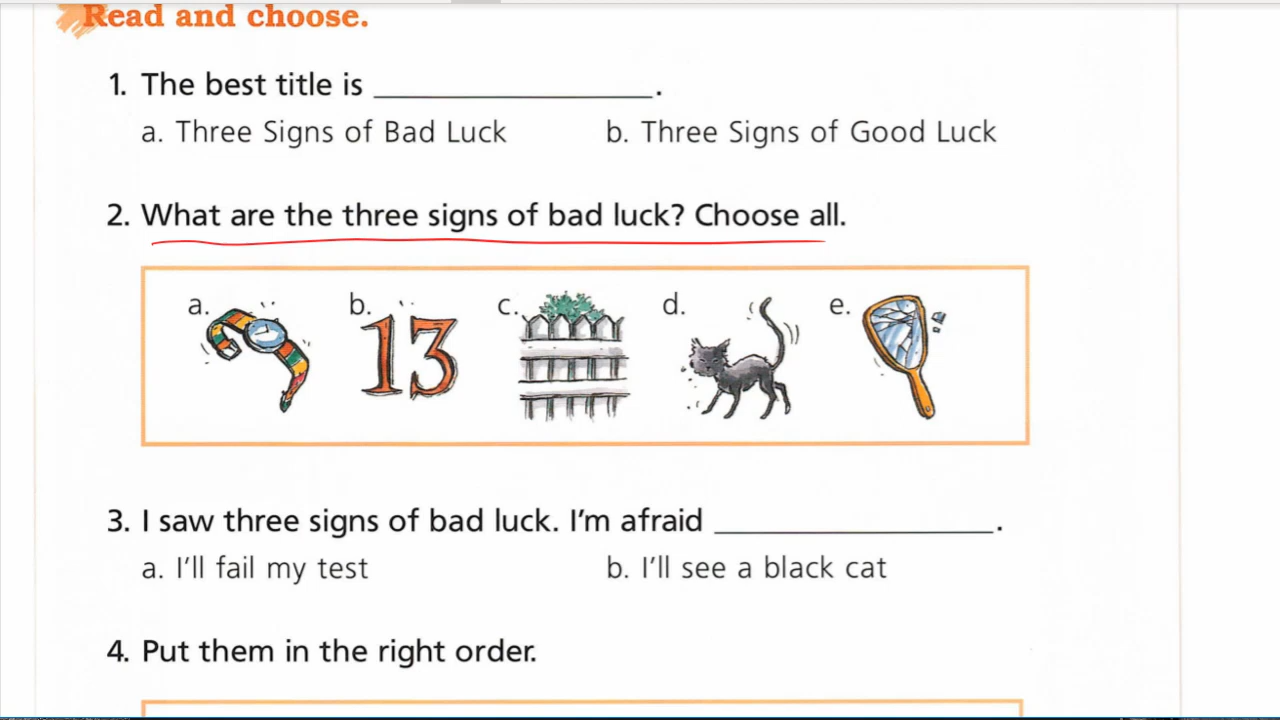 Read and choose.
1. The best title is ____________________.
a. Three Signs of Bad Luck b. Three Signs of Good Luck
2. What are the three signs of bad luck? Choose all.
a. b. c. d. e.
13
3. I saw three signs of bad luck. I'm afraid ____________________.
a. I'll fail my test b. I'll see a black cat
4. Put them in the right order.